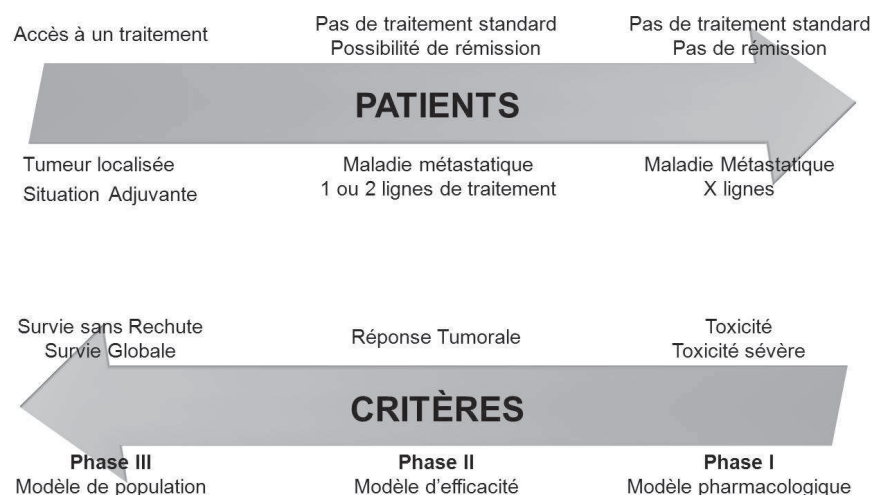 Accès à un traitement
Pas de traitement standard
Possibilité de rémission
Pas de traitement standard
Pas de rémission
PATIENTS
Tumeur localisée
Situation Adjuvante
Maladie métastatique
1 ou 2 lignes de traitement
Maladie Métastatique
X lignes
Survie sans Rechute
Survie Globale
Réponse Tumorale
Toxicité
Toxicité sévère
CRITÈRES
Phase III
Modèle de population
Phase II
Modèle d'efficacité
Phase I
Modèle pharmacologique